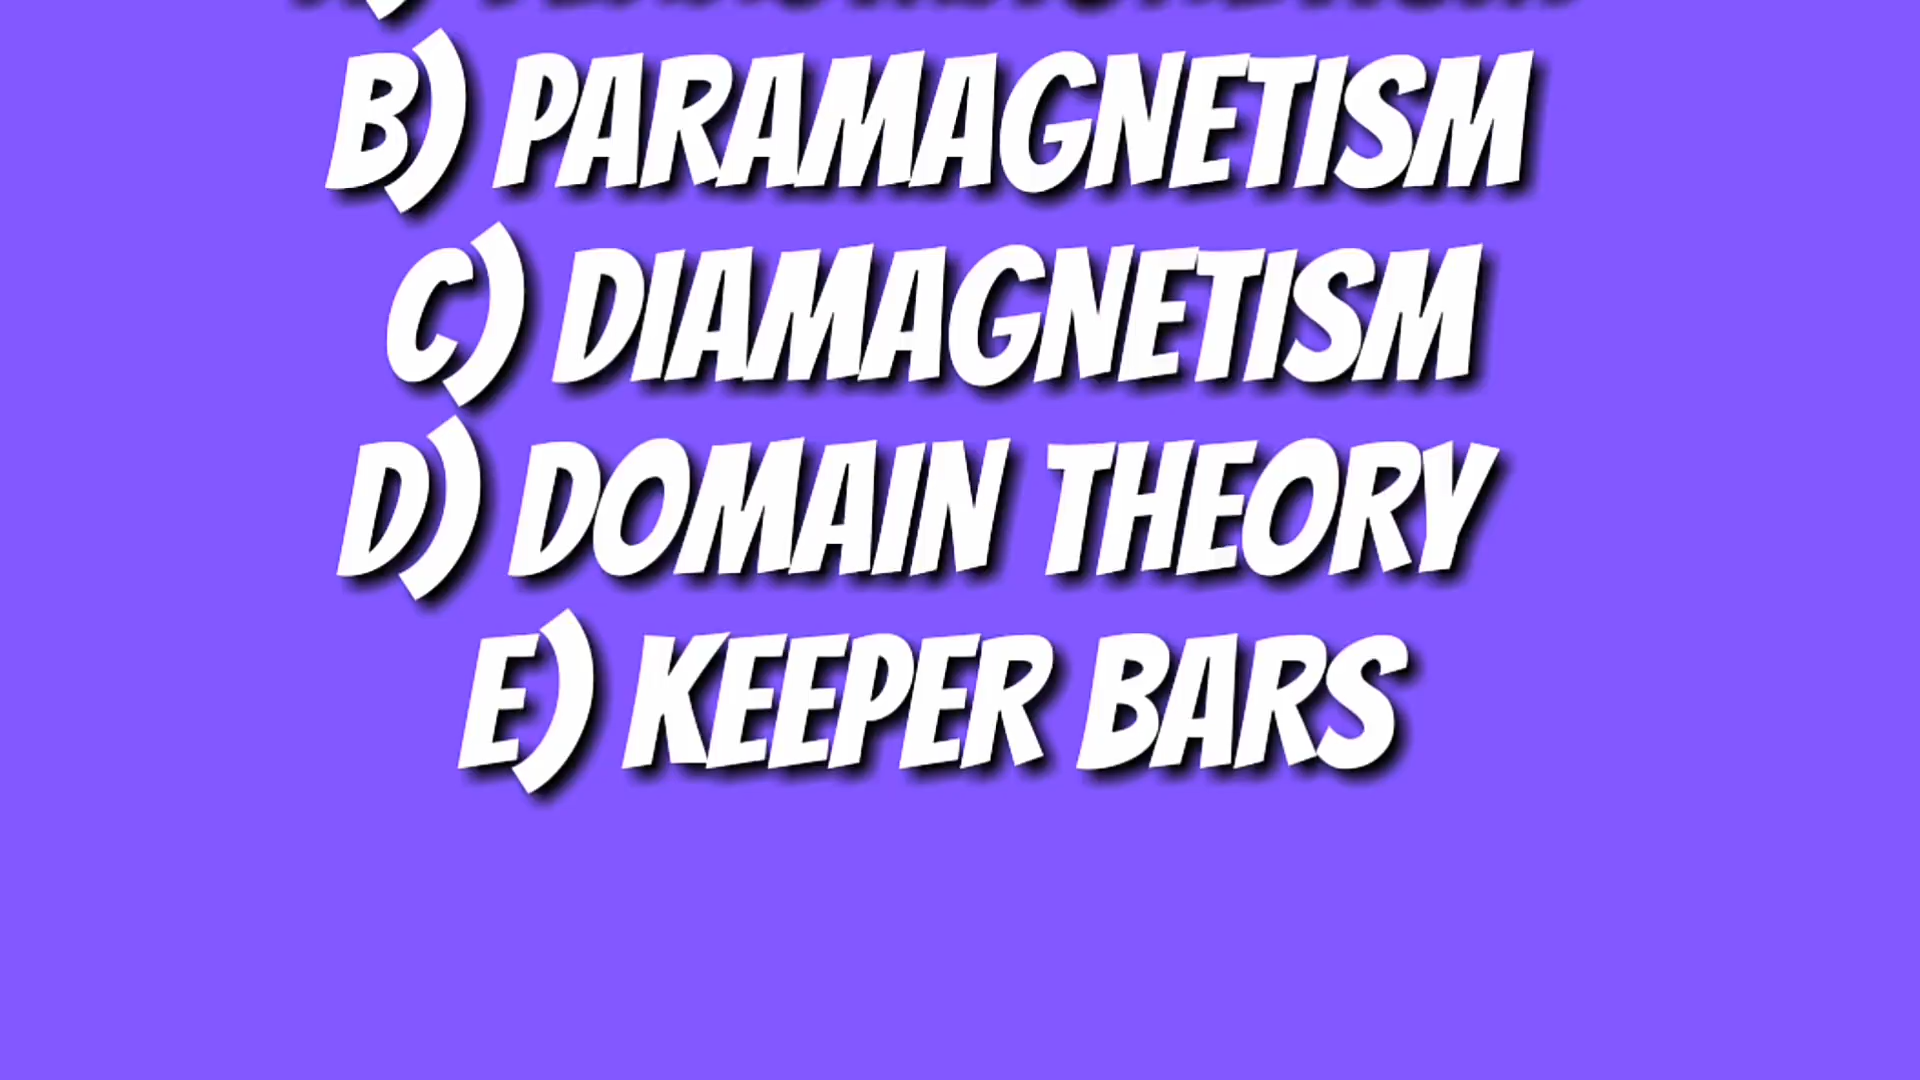 B) PARAMAGNETISM
C) DIAMAGNETISM
D) DOMAIN THEORY
E) KEEPER BARS